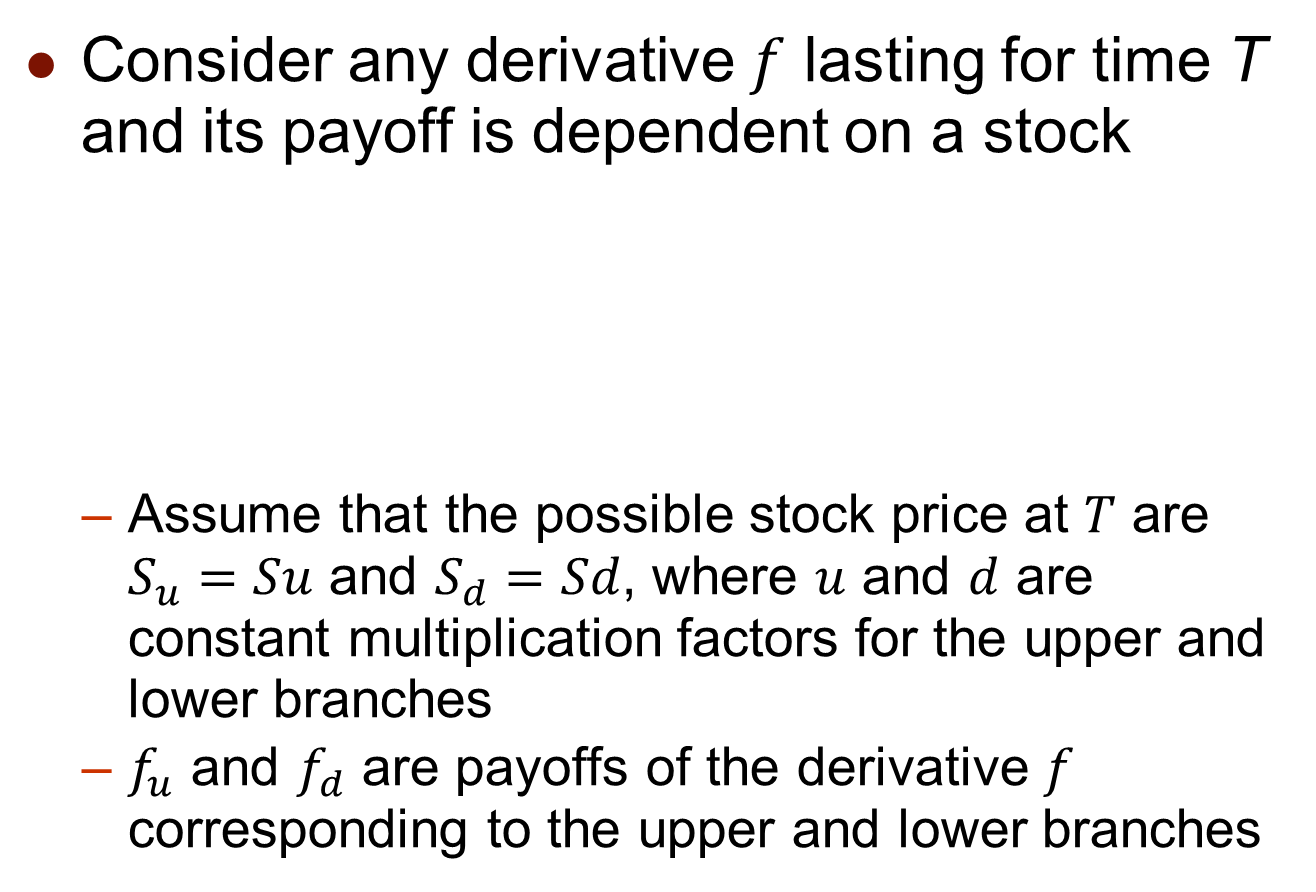 • Consider any derivative f lasting for time T
and its payoff is dependent on a stock
– Assume that the possible stock price at T are
S_u = Su and S_d = Sd, where u and d are
constant multiplication factors for the upper and
lower branches
– f_u and f_d are payoffs of the derivative f
corresponding to the upper and lower branches